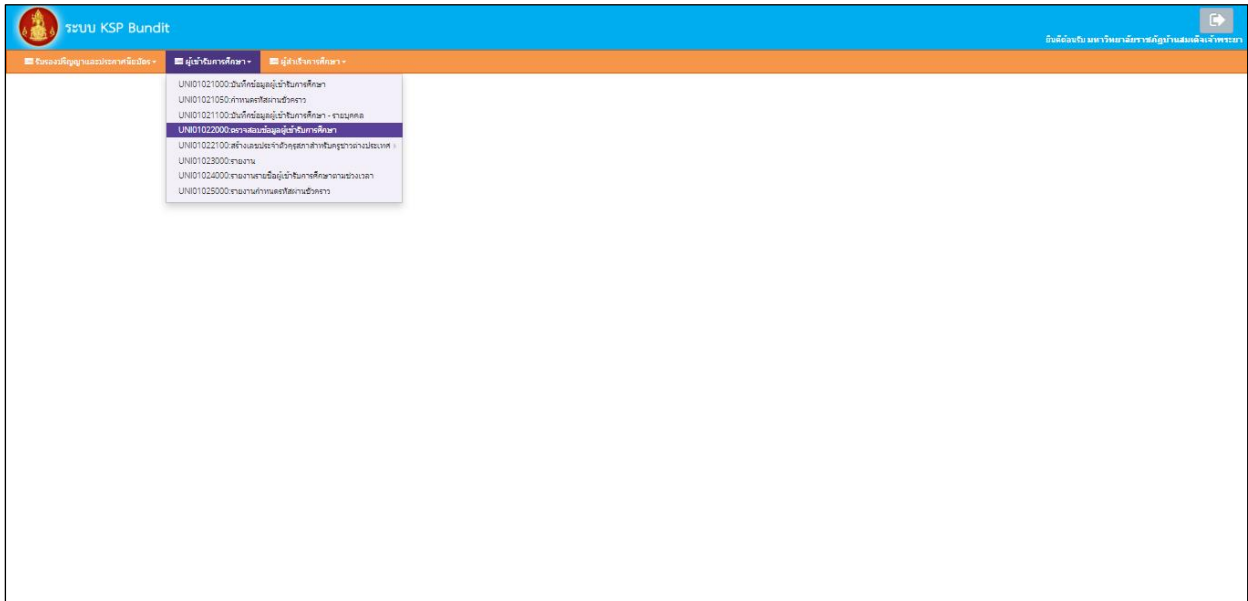 ระบบ KSP Bundit
ยินดีต้อนรับ มหาวิทยาลัยราชภัฏบ้านสมเด็จเจ้าพระยา
รับรองปริญญาและประกาศนียบัตร
ผู้เข้ารับการศึกษา
ผู้สำเร็จการศึกษา
UNI01021000:บันทึกข้อมูลผู้เข้ารับการศึกษา
UNI01021050:กำหนดรหัสผ่านชั่วคราว
UNI01021100:บันทึกข้อมูลผู้เข้ารับการศึกษา - รายบุคคล
UNI01022000:ตรวจสอบข้อมูลผู้เข้ารับการศึกษา
UNI01022100:สร้างเลขประจำตัวคุรุสภาสำหรับครูชาวต่างประเทศ
UNI01023000:รายงาน
UNI01024000:รายงานรายชื่อผู้เข้ารับการศึกษาตามช่วงเวลา
UNI01025000:รายงานกำหนดรหัสผ่านชั่วคราว